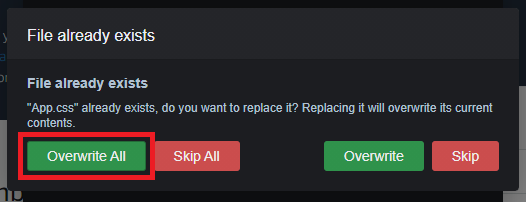 File already exists
File already exists
"App.css" already exists, do you want to replace it? Replacing it will overwrite its current
contents.
Overwrite All Skip All Overwrite Skip